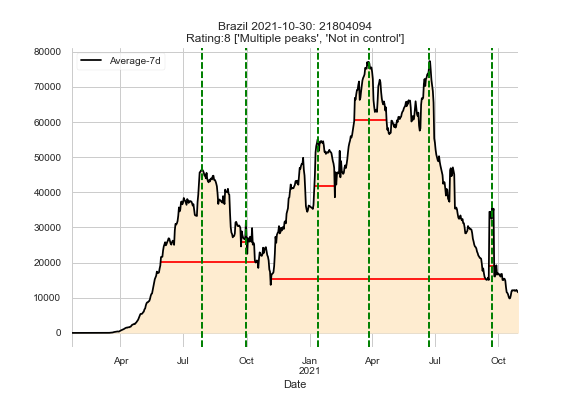 Brazil 2021-10-30: 21804094
Rating:8 ['Multiple peaks', 'Not in control']
Average-7d
80000
70000
60000
50000
40000
30000
20000
10000
0
Apr Jul Oct Jan Apr Jul Oct
2021
Date